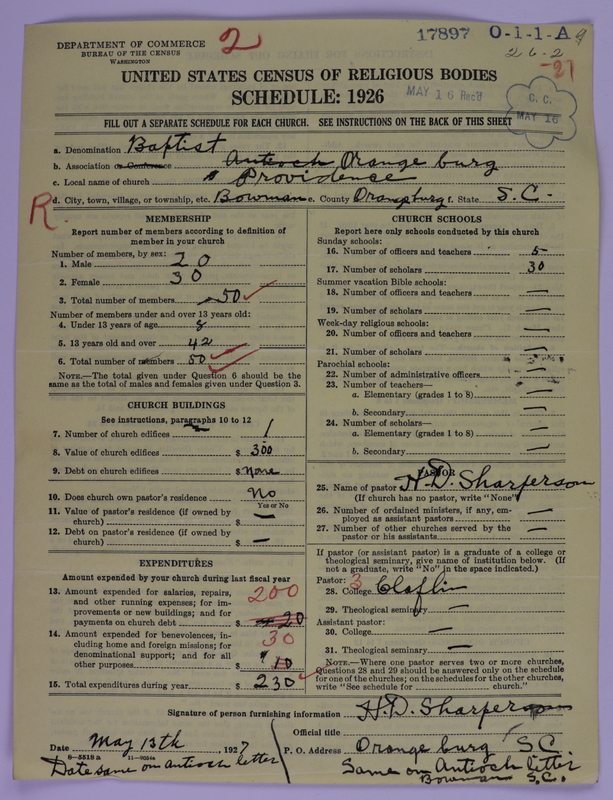 17897 O-1-1-A 9
DEPARTMENT OF COMMERCE
BUREAU OF THE CENSUS
WASHINGTON
2
26-2
-27
UNITED STATES CENSUS OF RELIGIOUS BODIES
SCHEDULE: 1926
MAY 16 Rec'd
C. C.
MAY 16
FILL OUT A SEPARATE SCHEDULE FOR EACH CHURCH. SEE INSTRUCTIONS ON THE BACK OF THIS SHEET
a. Denomination Baptist
b. Association or Conference Antioch Orangeburg
c. Local name of church Providence
R d. City, town, village, or township, etc. Bowman e. County Orangeburg f. State S.C.
MEMBERSHIP
Report number of members according to definition of
member in your church
Number of members, by sex:
1. Male 20
2. Female 30
3. Total number of members 50
Number of members under and over 13 years old:
4. Under 13 years of age 8
5. 13 years old and over 42
6. Total number of members 50
NOTE.—The total given under Question 6 should be the
same as the total of males and females given under Question 3.
CHURCH BUILDINGS
See instructions, paragraphs 10 to 12
7. Number of church edifices 1
8. Value of church edifices $ 300
9. Debt on church edifices $ None
10. Does church own pastor's residence No
Yes or No
11. Value of pastor's residence (if owned by
church) $ —
12. Debt on pastor's residence (if owned by
church) $ —
EXPENDITURES
Amount expended by your church during last fiscal year
13. Amount expended for salaries, repairs,
and other running expenses; for im-
provements or new buildings; and for
payments on church debt $ 200 20
14. Amount expended for benevolences, in-
cluding home and foreign missions; for
denominational support; and for all
other purposes $ 30 10
15. Total expenditures during year $ 230
CHURCH SCHOOLS
Report here only schools conducted by this church
Sunday schools:
16. Number of officers and teachers 5
17. Number of scholars 30
Summer vacation Bible schools:
18. Number of officers and teachers —
19. Number of scholars —
Week-day religious schools:
20. Number of officers and teachers —
21. Number of scholars —
Parochial schools:
22. Number of administrative officers —
23. Number of teachers—
a. Elementary (grades 1 to 8) —
b. Secondary —
24. Number of scholars—
a. Elementary (grades 1 to 8) —
b. Secondary —
PASTOR
25. Name of pastor H. D. Sharperson
(If church has no pastor, write "None")
26. Number of ordained ministers, if any, em-
ployed as assistant pastors —
27. Number of other churches served by the
pastor or his assistants —
If pastor (or assistant pastor) is a graduate of a college or
theological seminary, give name of institution below. (If
not a graduate, write "No" in the space indicated.)
Pastor: 3
28. College Claflin
29. Theological seminary —
Assistant pastor:
30. College —
31. Theological seminary —
NOTE.—Where one pastor serves two or more churches,
Questions 28 and 29 should be answered only on the schedule
for one of the churches; on the schedules for the other churches,
write "See schedule for church."
Signature of person furnishing information H. D. Sharperson
Official title
Date May 13th, 1927 P. O. Address Orangeburg S.C.
6—5518a 11—9054a
Date same on antioch letter
Same on Antioch letter
Bowman S.C.